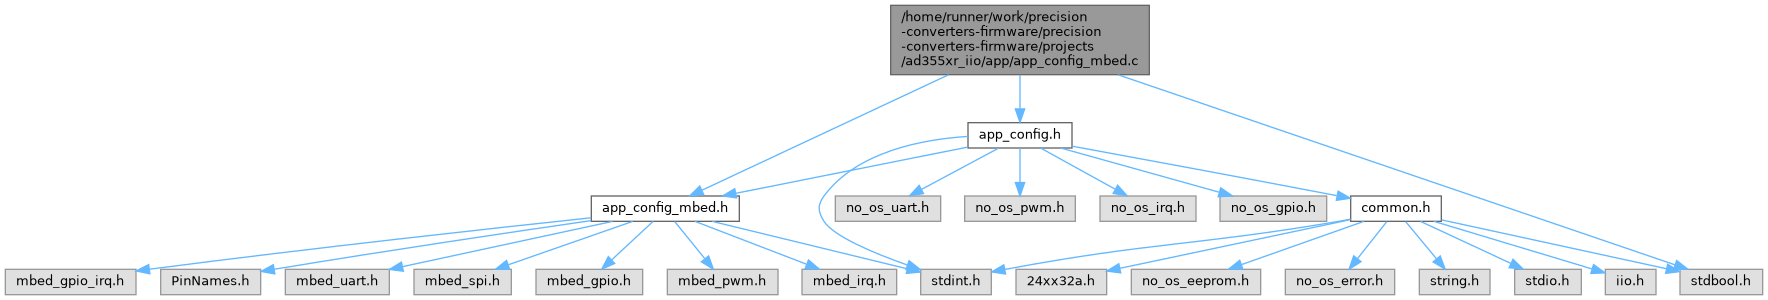 /home/runner/work/precision
-converters-firmware/precision
-converters-firmware/projects
/ad355xr_iio/app/app_config_mbed.c
app_config.h
app_config_mbed.h
no_os_uart.h
no_os_pwm.h
no_os_irq.h
no_os_gpio.h
common.h
mbed_gpio_irq.h
PinNames.h
mbed_uart.h
mbed_spi.h
mbed_gpio.h
mbed_pwm.h
mbed_irq.h
stdint.h
24xx32a.h
no_os_eeprom.h
no_os_error.h
string.h
stdio.h
iio.h
stdbool.h